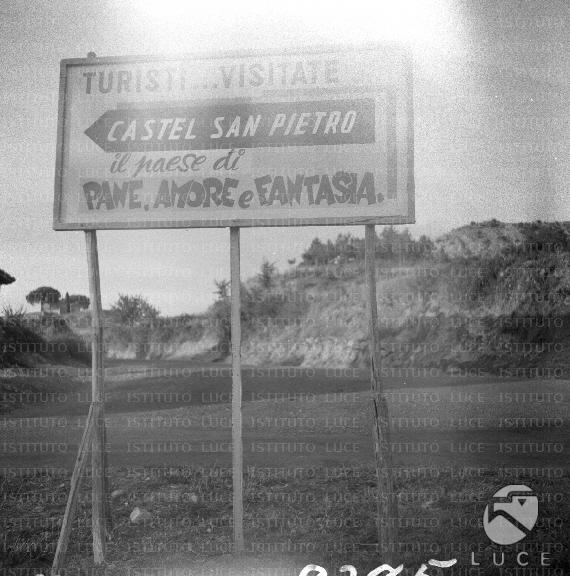 TURISTI...VISITATE
CASTEL SAN PIETRO
il paese di
PANE, AMORE e FANTASIA.
LUCE